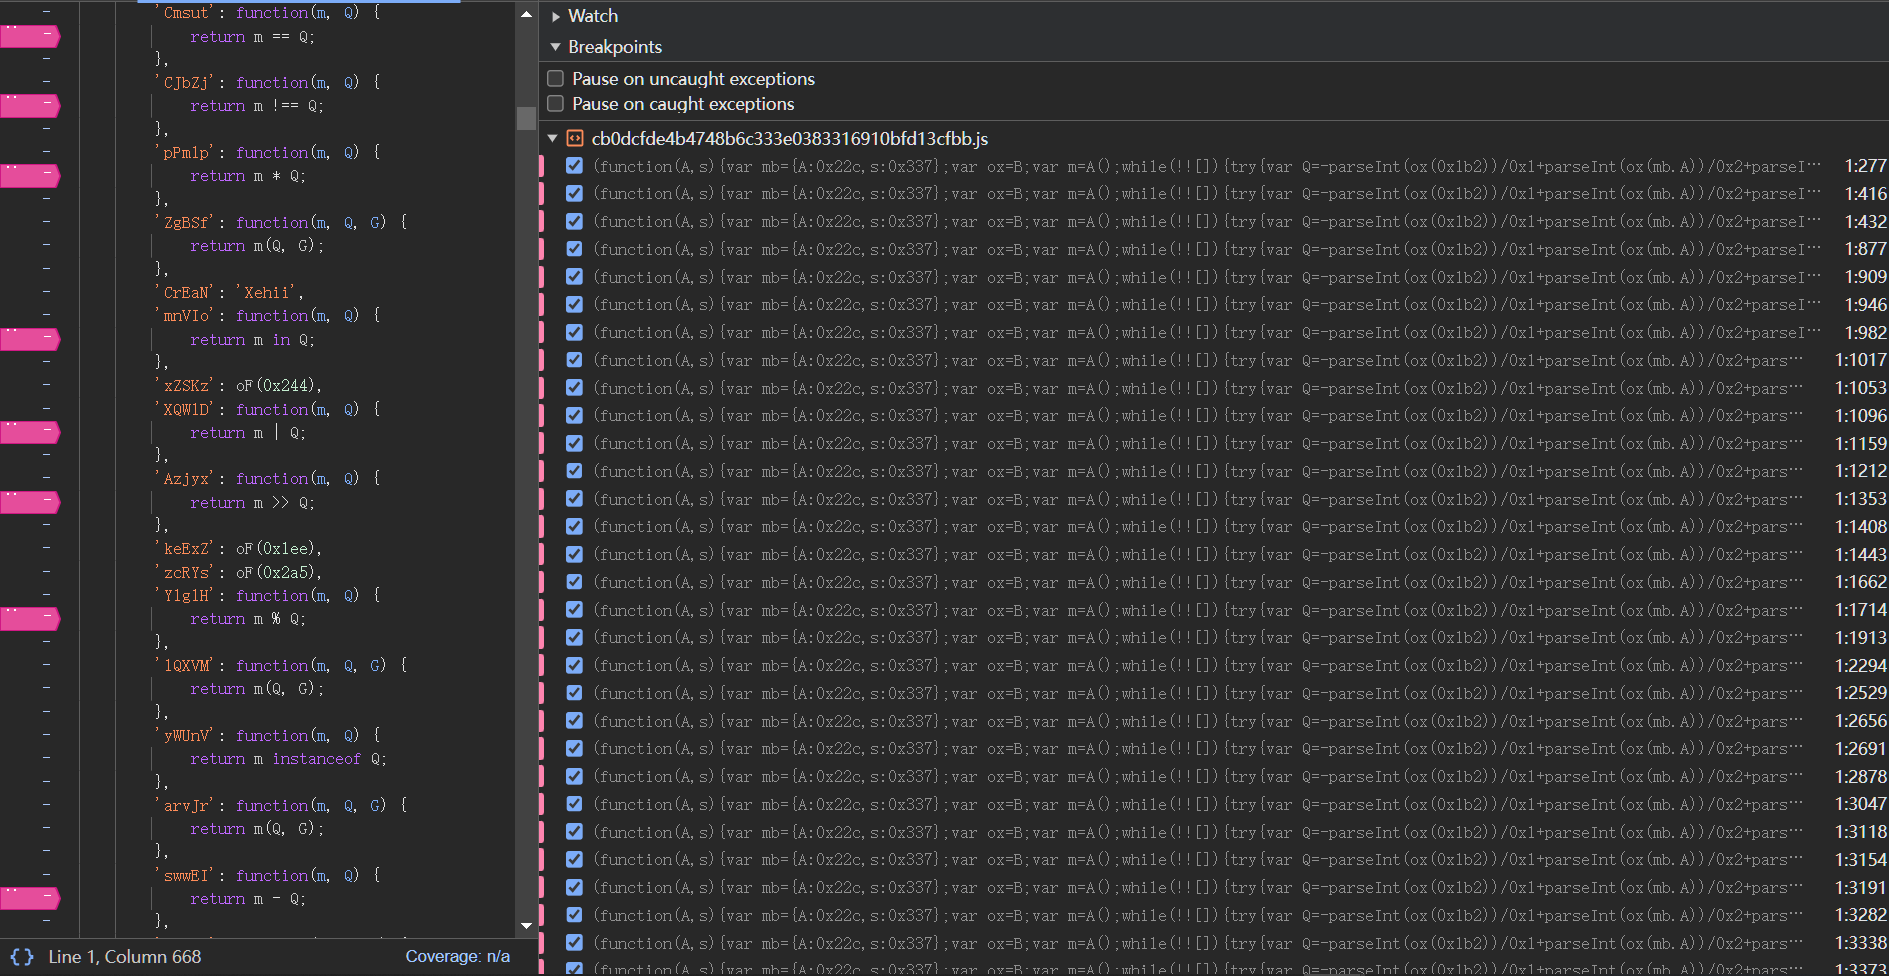 'Cmsut': function(m, Q) {
return m == Q;
},
'CJbZj': function(m, Q) {
return m !== Q;
},
'pPmlp': function(m, Q) {
return m * Q;
},
'ZgBSf': function(m, Q, G) {
return m(Q, G);
},
'CrEaN': 'Xehii',
'mnVIo': function(m, Q) {
return m in Q;
},
'xZSKz': oF(0x244),
'XQWlD': function(m, Q) {
return m | Q;
},
'Azjyx': function(m, Q) {
return m >> Q;
},
'keExZ': oF(0x1ee),
'zcRYs': oF(0x2a5),
'YlglH': function(m, Q) {
return m % Q;
},
'lQXVM': function(m, Q, G) {
return m(Q, G);
},
'yWUnV': function(m, Q) {
return m instanceof Q;
},
'arvJr': function(m, Q, G) {
return m(Q, G);
},
'swwEI': function(m, Q) {
return m - Q;
},
{} Line 1, Column 668 Coverage: n/a
Watch
Breakpoints
Pause on uncaught exceptions
Pause on caught exceptions
cb0dcfde4b4748b6c333e0383316910bfd13cfbb.js
(function(A,s){var mb={A:0x22c,s:0x337};var ox=B;var m=A();while(!![]){try{var Q=-parseInt(ox(0x1b2))/0x1+parseInt(ox(mb.A))/0x2+parseI… 1:277
(function(A,s){var mb={A:0x22c,s:0x337};var ox=B;var m=A();while(!![]){try{var Q=-parseInt(ox(0x1b2))/0x1+parseInt(ox(mb.A))/0x2+parseI… 1:416
(function(A,s){var mb={A:0x22c,s:0x337};var ox=B;var m=A();while(!![]){try{var Q=-parseInt(ox(0x1b2))/0x1+parseInt(ox(mb.A))/0x2+parseI… 1:432
(function(A,s){var mb={A:0x22c,s:0x337};var ox=B;var m=A();while(!![]){try{var Q=-parseInt(ox(0x1b2))/0x1+parseInt(ox(mb.A))/0x2+parseI… 1:877
(function(A,s){var mb={A:0x22c,s:0x337};var ox=B;var m=A();while(!![]){try{var Q=-parseInt(ox(0x1b2))/0x1+parseInt(ox(mb.A))/0x2+parseI… 1:909
(function(A,s){var mb={A:0x22c,s:0x337};var ox=B;var m=A();while(!![]){try{var Q=-parseInt(ox(0x1b2))/0x1+parseInt(ox(mb.A))/0x2+parseI… 1:946
(function(A,s){var mb={A:0x22c,s:0x337};var ox=B;var m=A();while(!![]){try{var Q=-parseInt(ox(0x1b2))/0x1+parseInt(ox(mb.A))/0x2+parseI… 1:982
(function(A,s){var mb={A:0x22c,s:0x337};var ox=B;var m=A();while(!![]){try{var Q=-parseInt(ox(0x1b2))/0x1+parseInt(ox(mb.A))/0x2+pars… 1:1017
(function(A,s){var mb={A:0x22c,s:0x337};var ox=B;var m=A();while(!![]){try{var Q=-parseInt(ox(0x1b2))/0x1+parseInt(ox(mb.A))/0x2+pars… 1:1053
(function(A,s){var mb={A:0x22c,s:0x337};var ox=B;var m=A();while(!![]){try{var Q=-parseInt(ox(0x1b2))/0x1+parseInt(ox(mb.A))/0x2+pars… 1:1096
(function(A,s){var mb={A:0x22c,s:0x337};var ox=B;var m=A();while(!![]){try{var Q=-parseInt(ox(0x1b2))/0x1+parseInt(ox(mb.A))/0x2+pars… 1:1159
(function(A,s){var mb={A:0x22c,s:0x337};var ox=B;var m=A();while(!![]){try{var Q=-parseInt(ox(0x1b2))/0x1+parseInt(ox(mb.A))/0x2+pars… 1:1212
(function(A,s){var mb={A:0x22c,s:0x337};var ox=B;var m=A();while(!![]){try{var Q=-parseInt(ox(0x1b2))/0x1+parseInt(ox(mb.A))/0x2+pars… 1:1353
(function(A,s){var mb={A:0x22c,s:0x337};var ox=B;var m=A();while(!![]){try{var Q=-parseInt(ox(0x1b2))/0x1+parseInt(ox(mb.A))/0x2+pars… 1:1408
(function(A,s){var mb={A:0x22c,s:0x337};var ox=B;var m=A();while(!![]){try{var Q=-parseInt(ox(0x1b2))/0x1+parseInt(ox(mb.A))/0x2+pars… 1:1443
(function(A,s){var mb={A:0x22c,s:0x337};var ox=B;var m=A();while(!![]){try{var Q=-parseInt(ox(0x1b2))/0x1+parseInt(ox(mb.A))/0x2+pars… 1:1662
(function(A,s){var mb={A:0x22c,s:0x337};var ox=B;var m=A();while(!![]){try{var Q=-parseInt(ox(0x1b2))/0x1+parseInt(ox(mb.A))/0x2+pars… 1:1714
(function(A,s){var mb={A:0x22c,s:0x337};var ox=B;var m=A();while(!![]){try{var Q=-parseInt(ox(0x1b2))/0x1+parseInt(ox(mb.A))/0x2+pars… 1:1913
(function(A,s){var mb={A:0x22c,s:0x337};var ox=B;var m=A();while(!![]){try{var Q=-parseInt(ox(0x1b2))/0x1+parseInt(ox(mb.A))/0x2+pars… 1:2294
(function(A,s){var mb={A:0x22c,s:0x337};var ox=B;var m=A();while(!![]){try{var Q=-parseInt(ox(0x1b2))/0x1+parseInt(ox(mb.A))/0x2+pars… 1:2529
(function(A,s){var mb={A:0x22c,s:0x337};var ox=B;var m=A();while(!![]){try{var Q=-parseInt(ox(0x1b2))/0x1+parseInt(ox(mb.A))/0x2+pars… 1:2656
(function(A,s){var mb={A:0x22c,s:0x337};var ox=B;var m=A();while(!![]){try{var Q=-parseInt(ox(0x1b2))/0x1+parseInt(ox(mb.A))/0x2+pars… 1:2691
(function(A,s){var mb={A:0x22c,s:0x337};var ox=B;var m=A();while(!![]){try{var Q=-parseInt(ox(0x1b2))/0x1+parseInt(ox(mb.A))/0x2+pars… 1:2878
(function(A,s){var mb={A:0x22c,s:0x337};var ox=B;var m=A();while(!![]){try{var Q=-parseInt(ox(0x1b2))/0x1+parseInt(ox(mb.A))/0x2+pars… 1:3047
(function(A,s){var mb={A:0x22c,s:0x337};var ox=B;var m=A();while(!![]){try{var Q=-parseInt(ox(0x1b2))/0x1+parseInt(ox(mb.A))/0x2+pars… 1:3118
(function(A,s){var mb={A:0x22c,s:0x337};var ox=B;var m=A();while(!![]){try{var Q=-parseInt(ox(0x1b2))/0x1+parseInt(ox(mb.A))/0x2+pars… 1:3154
(function(A,s){var mb={A:0x22c,s:0x337};var ox=B;var m=A();while(!![]){try{var Q=-parseInt(ox(0x1b2))/0x1+parseInt(ox(mb.A))/0x2+pars… 1:3191
(function(A,s){var mb={A:0x22c,s:0x337};var ox=B;var m=A();while(!![]){try{var Q=-parseInt(ox(0x1b2))/0x1+parseInt(ox(mb.A))/0x2+pars… 1:3282
(function(A,s){var mb={A:0x22c,s:0x337};var ox=B;var m=A();while(!![]){try{var Q=-parseInt(ox(0x1b2))/0x1+parseInt(ox(mb.A))/0x2+pars… 1:3338
(function(A,s){var mb={A:0x22c,s:0x337};var ox=B;var m=A();while(!![]){try{var Q=-parseInt(ox(0x1b2))/0x1+parseInt(ox(mb.A))/0x2+pars… 1:3373